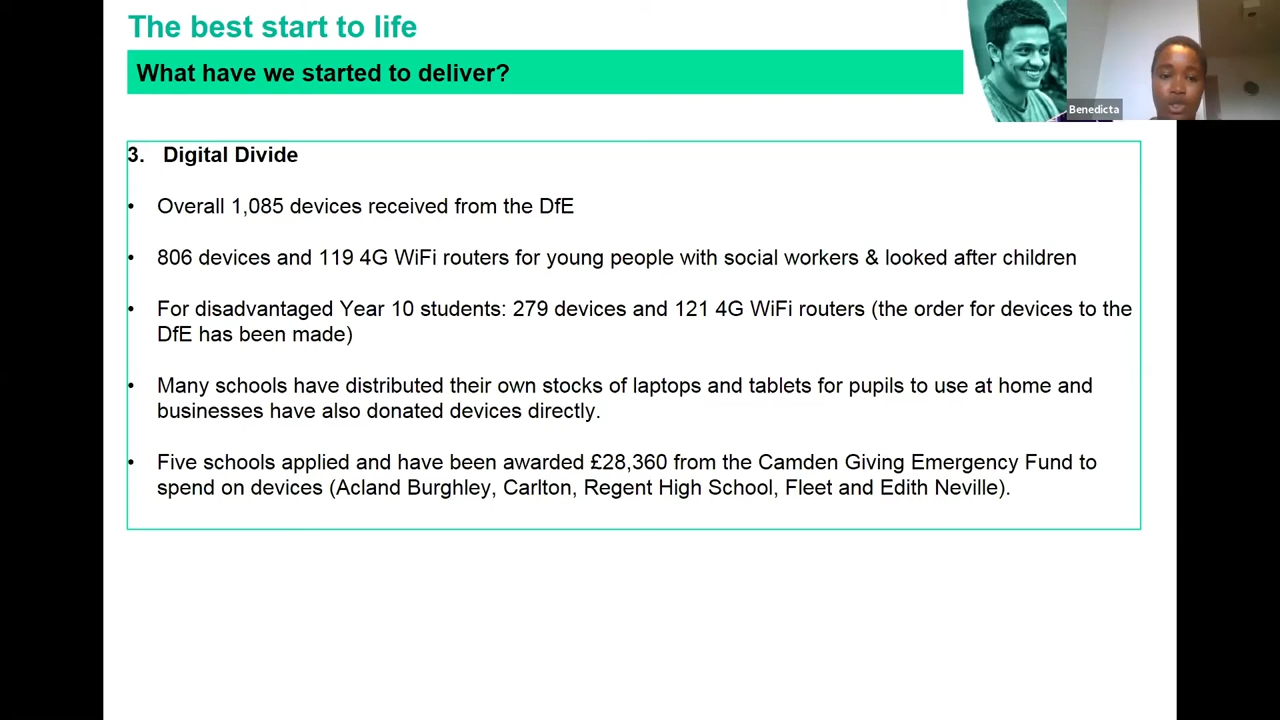 The best start to life
What have we started to deliver?
Benedicta
3. Digital Divide
• Overall 1,085 devices received from the DfE
• 806 devices and 119 4G WiFi routers for young people with social workers & looked after children
• For disadvantaged Year 10 students: 279 devices and 121 4G WiFi routers (the order for devices to the
DfE has been made)
• Many schools have distributed their own stocks of laptops and tablets for pupils to use at home and
businesses have also donated devices directly.
• Five schools applied and have been awarded £28,360 from the Camden Giving Emergency Fund to
spend on devices (Acland Burghley, Carlton, Regent High School, Fleet and Edith Neville).